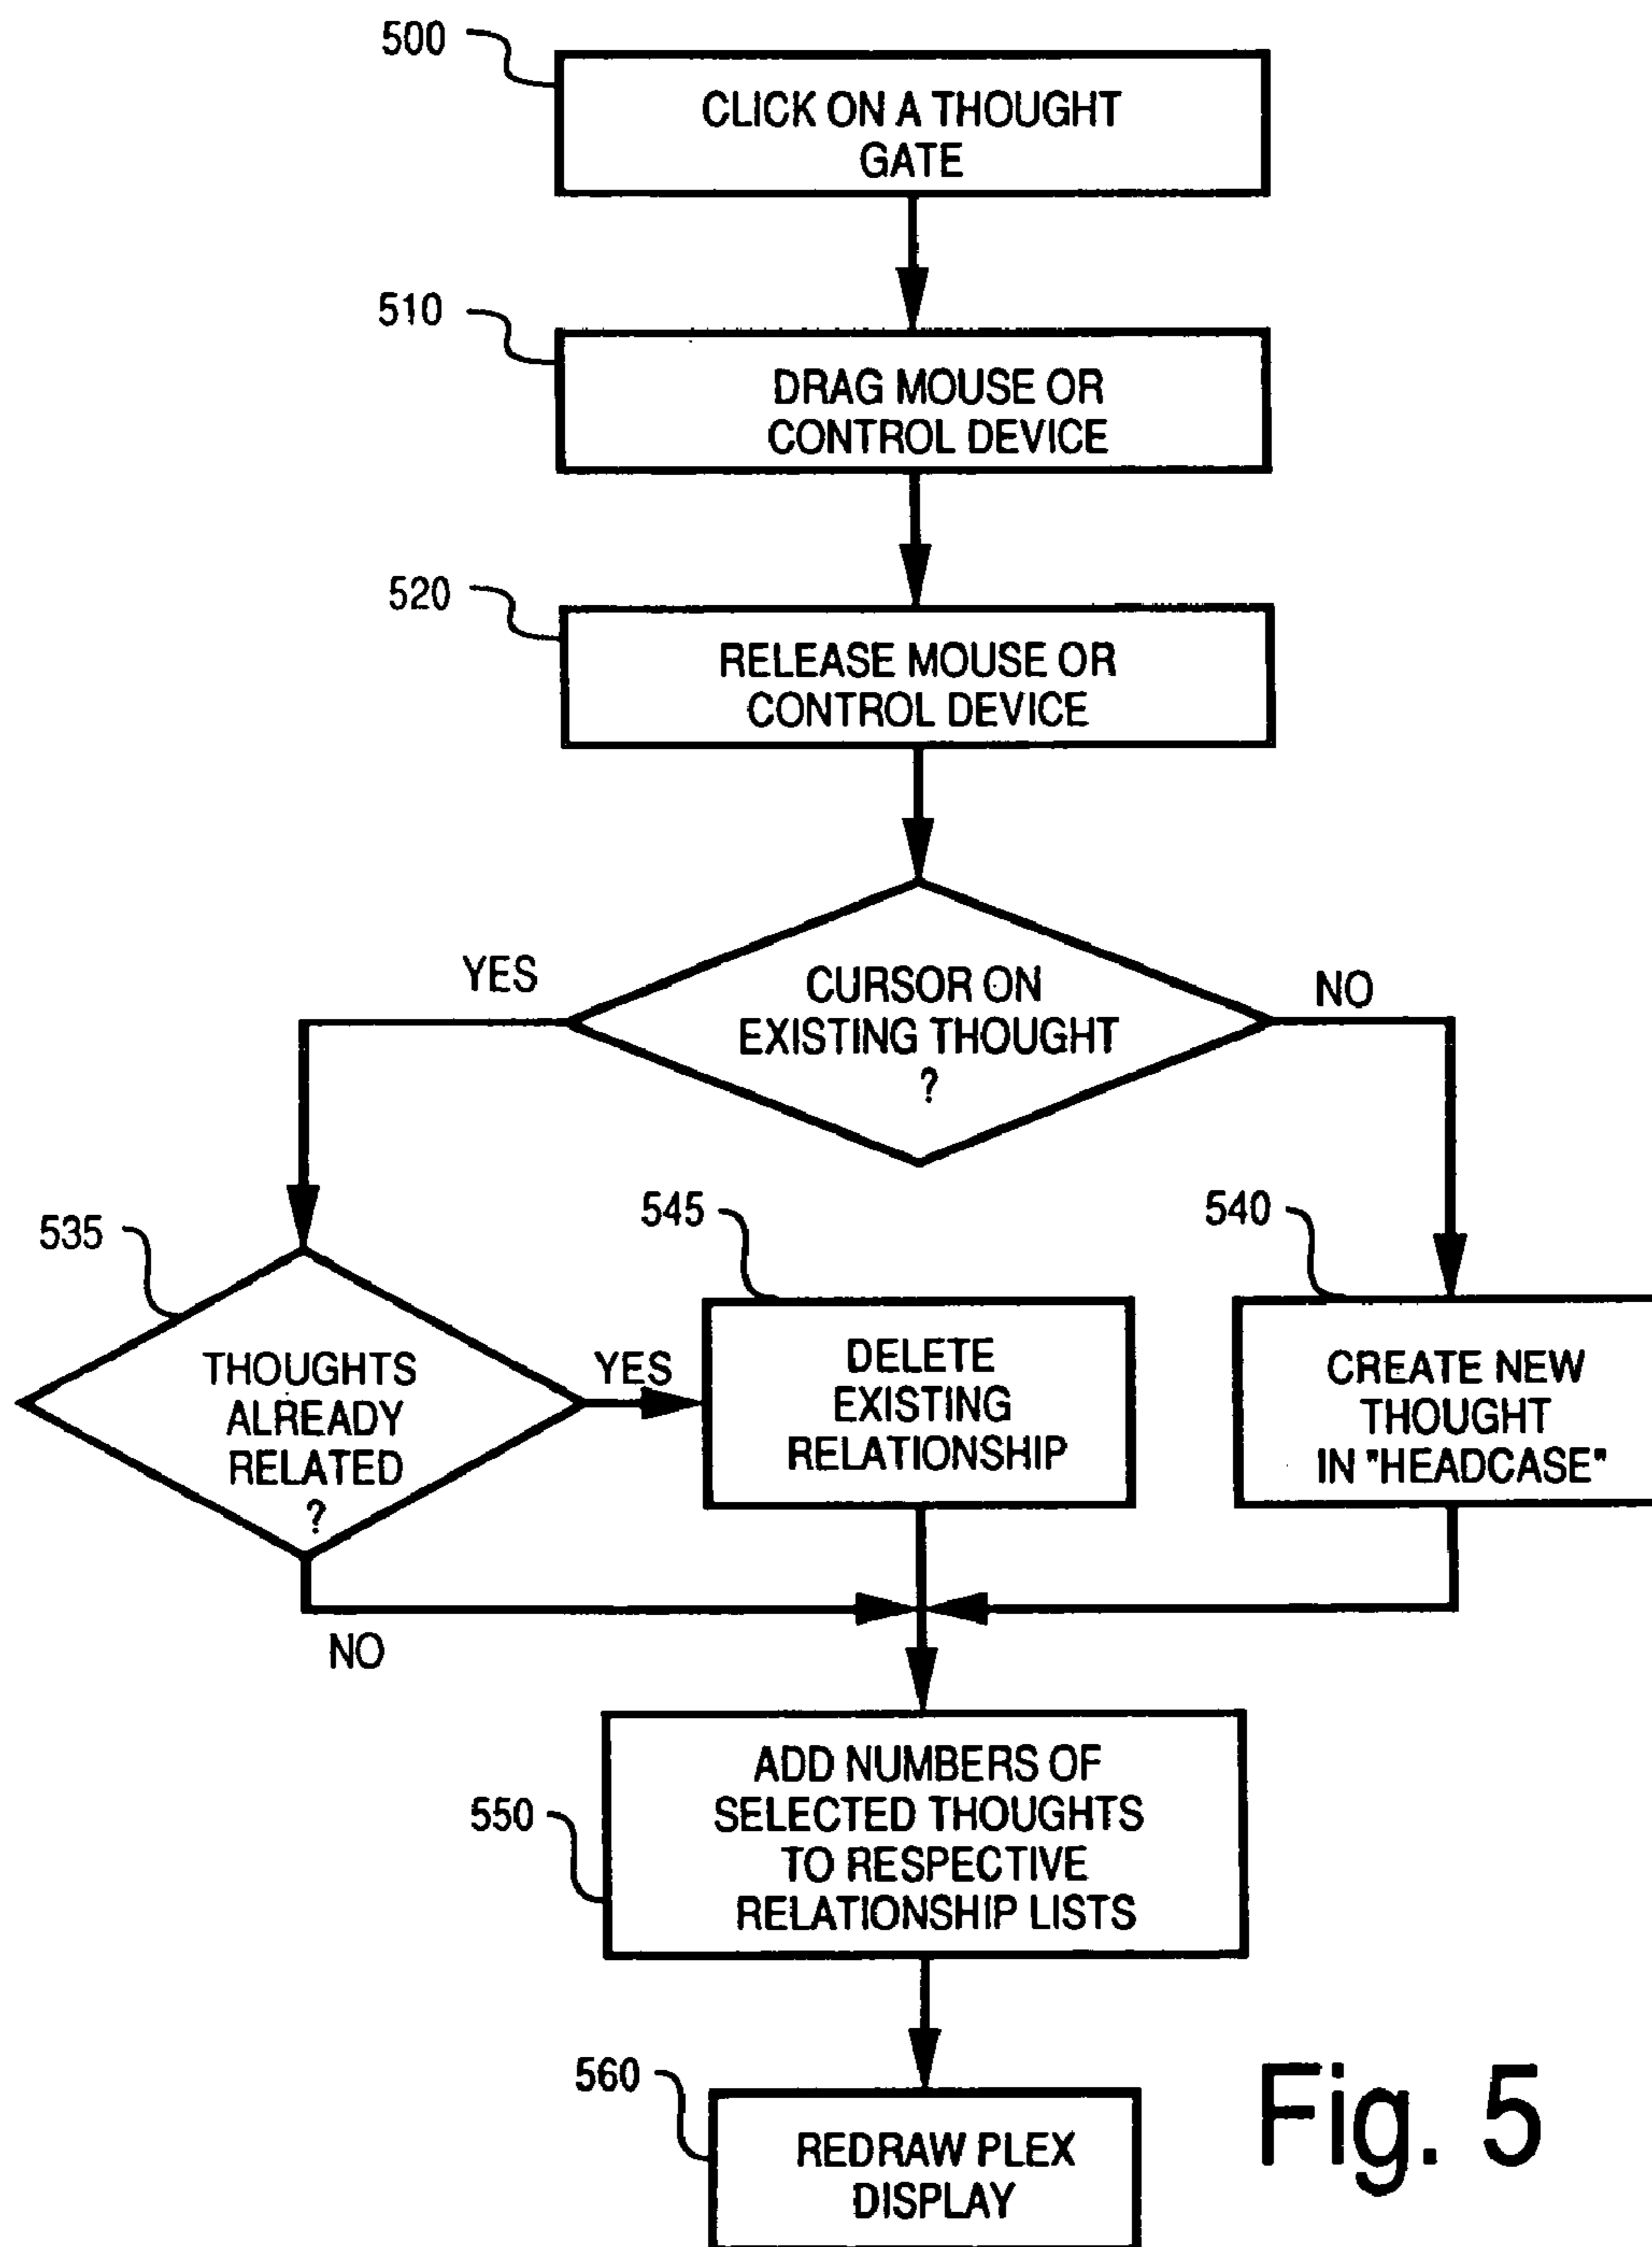 500
CLICK ON A THOUGHT
GATE
510
DRAG MOUSE OR
CONTROL DEVICE
520
RELEASE MOUSE OR
CONTROL DEVICE
YES
CURSOR ON
EXISTING THOUGHT
?
NO
535
THOUGHTS
ALREADY
RELATED
?
YES
545
DELETE
EXISTING
RELATIONSHIP
540
CREATE NEW
THOUGHT
IN "HEADCASE"
NO
550
ADD NUMBERS OF
SELECTED THOUGHTS
TO RESPECTIVE
RELATIONSHIP LISTS
560
REDRAW PLEX
DISPLAY
Fig. 5